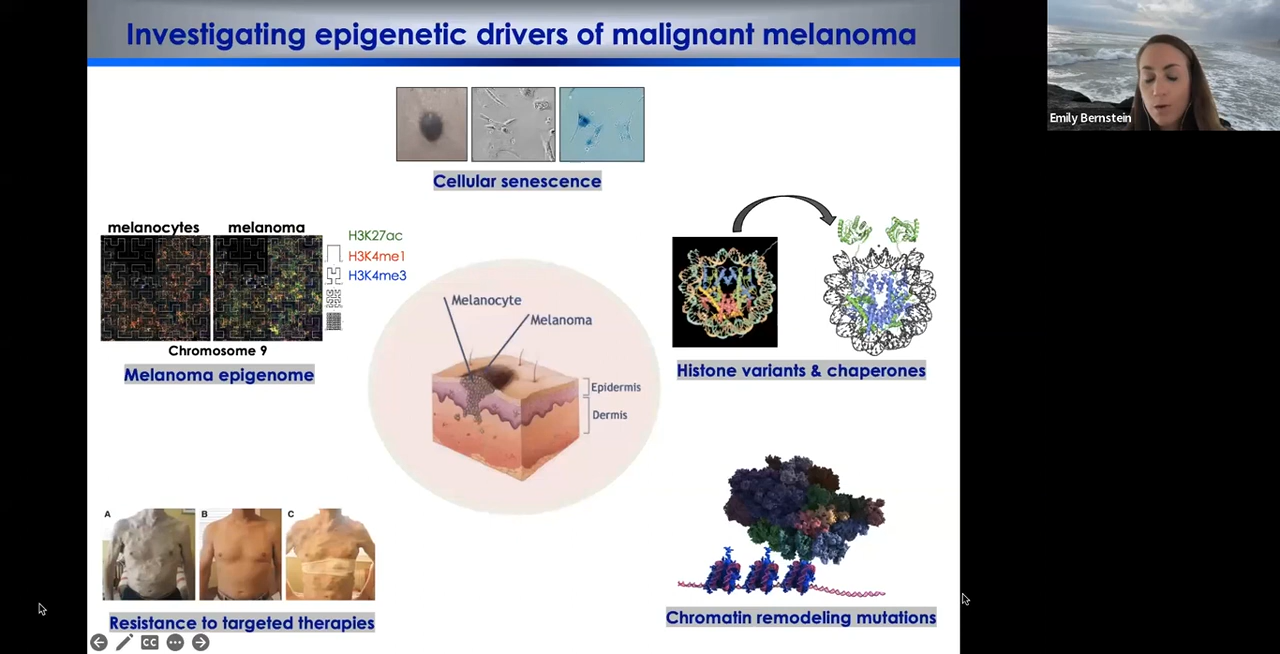 Investigating epigenetic drivers of malignant melanoma
Emily Bernstein
Cellular senescence
melanocytes
melanoma
H3K27ac
H3K4me1
H3K4me3
Chromosome 9
Melanoma epigenome
Melanocyte
Melanoma
Epidermis
Dermis
Histone variants & chaperones
A
B
C
Resistance to targeted therapies
Chromatin remodeling mutations
CC